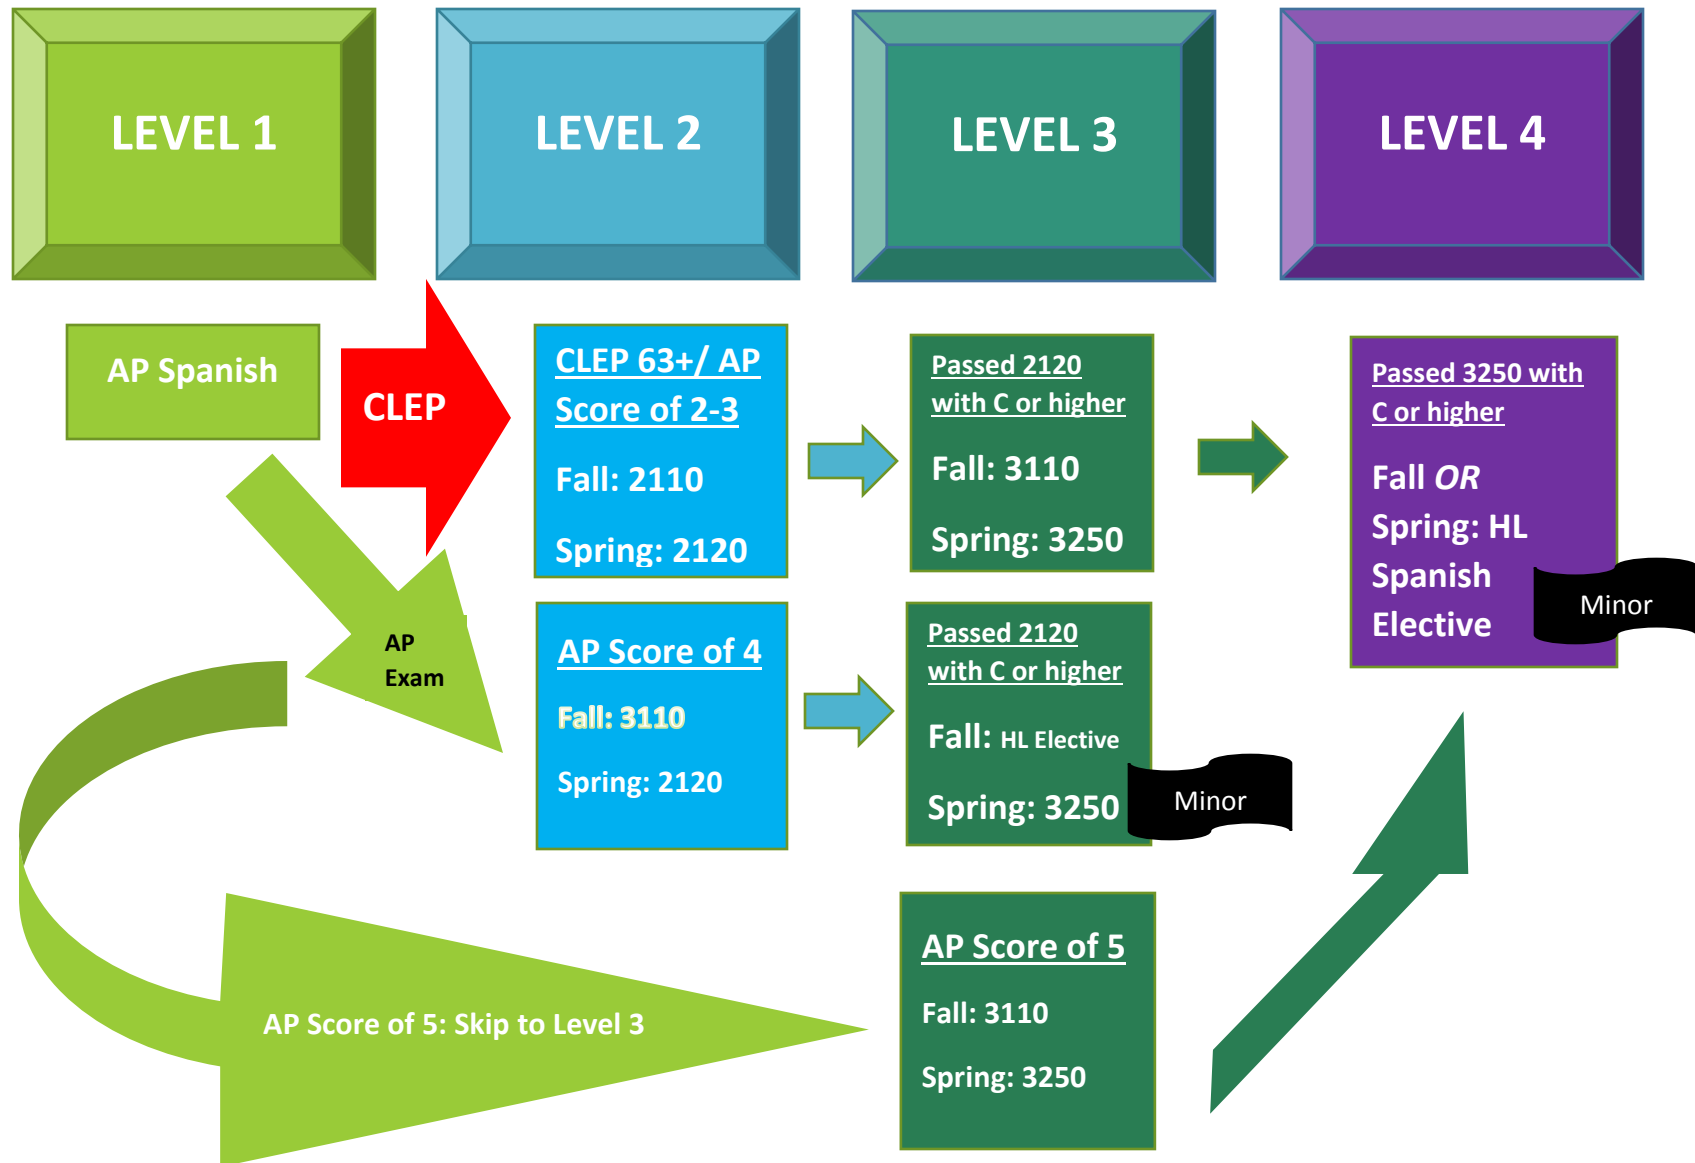 LEVEL 1
LEVEL 2
LEVEL 3
LEVEL 4
AP Spanish
CLEP
CLEP 63+/ AP
Score of 2-3
Fall: 2110
Spring: 2120
Passed 2120
with C or higher
Fall: 3110
Spring: 3250
Passed 3250 with
C or higher
Fall OR
Spring: HL
Spanish
Elective
Minor
AP
Exam
AP Score of 4
Fall: 3110
Spring: 2120
Passed 2120
with C or higher
Fall: HL Elective
Spring: 3250
Minor
AP Score of 5: Skip to Level 3
AP Score of 5
Fall: 3110
Spring: 3250